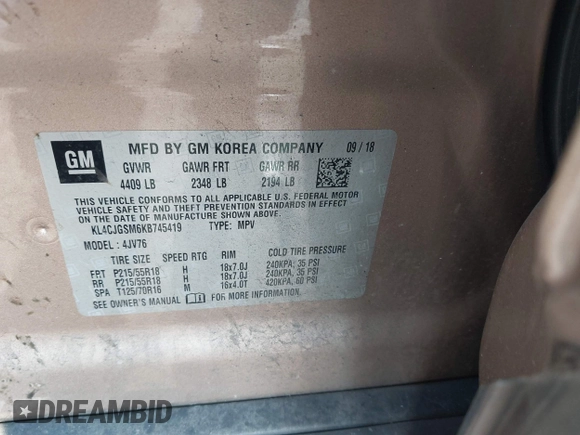 GM
MFD BY GM KOREA COMPANY 09/18
GVWR GAWR FRT GAWR RR
4409 LB 2348 LB 2194 LB
THIS VEHICLE CONFORMS TO ALL APPLICABLE U.S. FEDERAL MOTOR
VEHICLE SAFETY, BUMPER, AND THEFT PREVENTION STANDARDS IN EFFECT
ON THE DATE OF MANUFACTURE SHOWN ABOVE.
KL4CJGSM6KB745419 TYPE: MPV
MODEL: 4JV76
TIRE SIZE SPEED RTG RIM COLD TIRE PRESSURE
FRT P215/55R18 H 18x7.0J 240KPA, 35 PSI
RR P215/55R18 H 18x7.0J 240KPA, 35 PSI
SPA T125/70R16 M 16x4.0T 420KPA, 60 PSI
SEE OWNER'S MANUAL FOR MORE INFORMATION.
DREAMBID